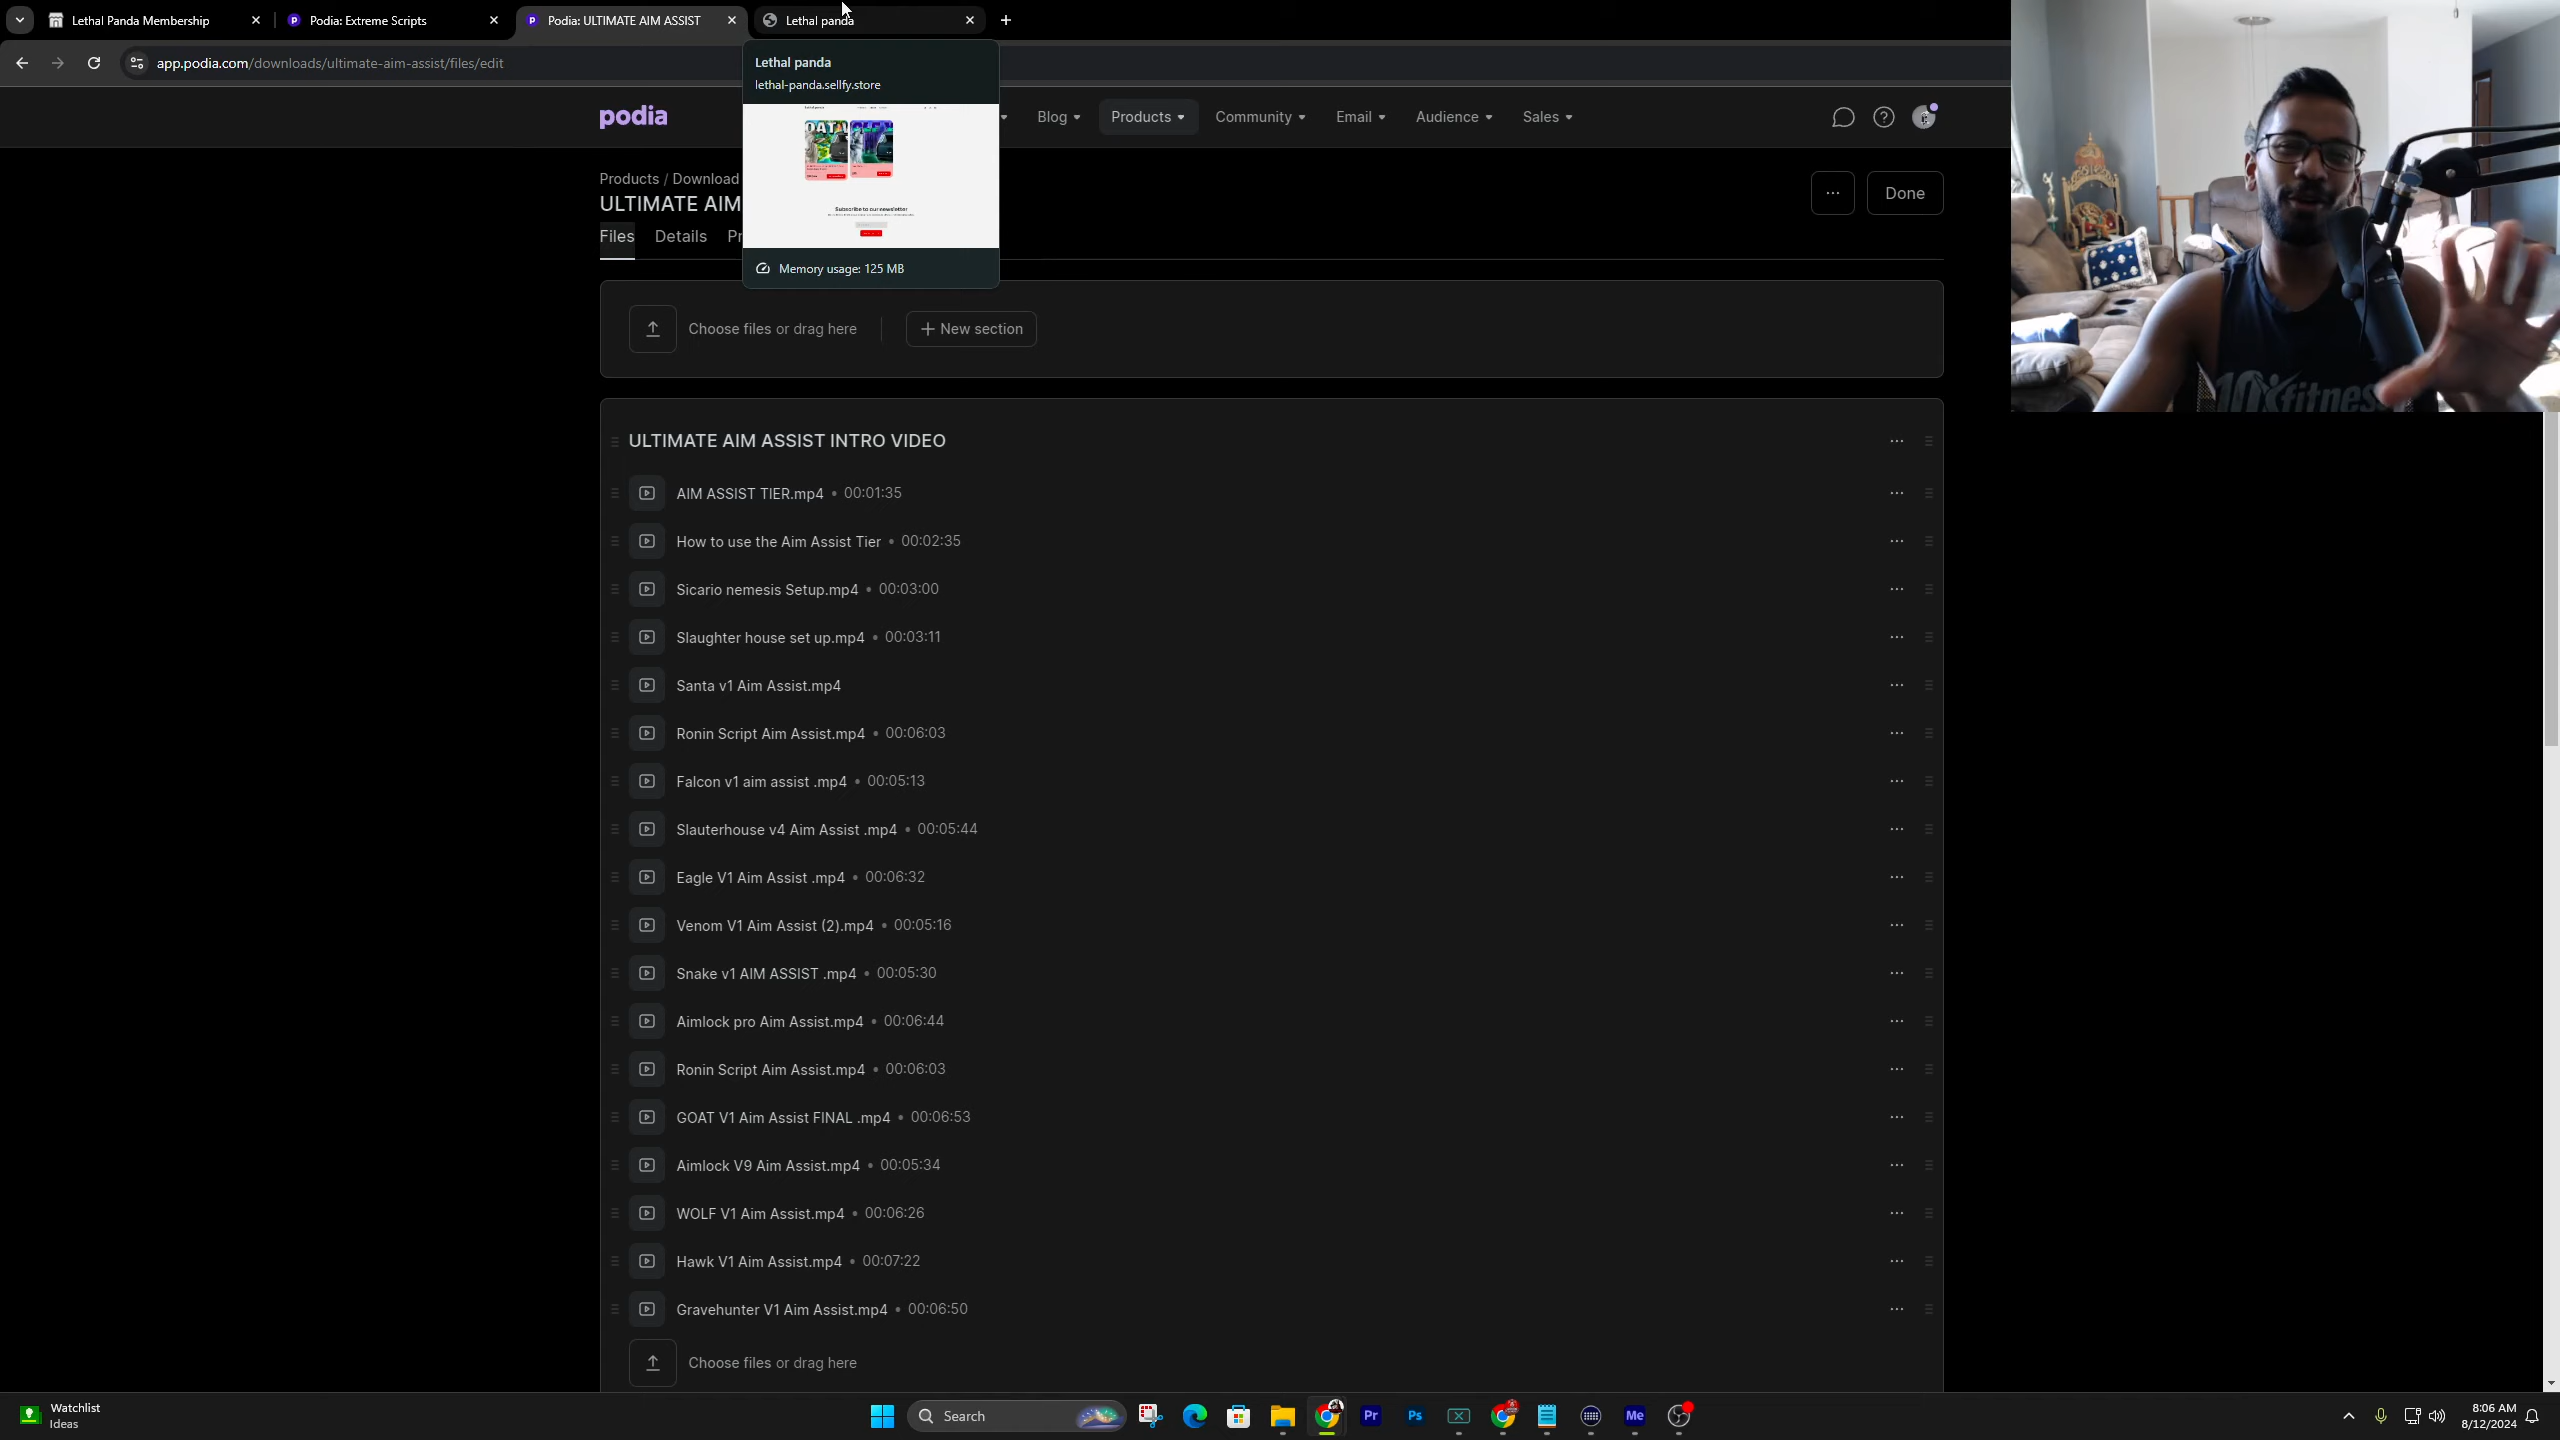 Lethal Panda Membership
Podia: Extreme Scripts
Podia: ULTIMATE AIM ASSIST
Lethal panda
app.podia.com/downloads/ultimate-aim-assist/files/edit
Lethal panda
lethal-panda.sellfy.store
Subscribe to our newsletter
Memory usage: 125 MB
podia
Blog
Products
Community
Email
Audience
Sales
Products / Download
ULTIMATE AIM
Done
Files
Details
Choose files or drag here
New section
ULTIMATE AIM ASSIST INTRO VIDEO
AIM ASSIST TIER.mp4 • 00:01:35
How to use the Aim Assist Tier • 00:02:35
Sicario nemesis Setup.mp4 • 00:03:00
Slaughter house set up.mp4 • 00:03:11
Santa v1 Aim Assist.mp4
Ronin Script Aim Assist.mp4 • 00:06:03
Falcon v1 aim assist .mp4 • 00:05:13
Slauterhouse v4 Aim Assist .mp4 • 00:05:44
Eagle V1 Aim Assist .mp4 • 00:06:32
Venom V1 Aim Assist (2).mp4 • 00:05:16
Snake v1 AIM ASSIST .mp4 • 00:05:30
Aimlock pro Aim Assist.mp4 • 00:06:44
Ronin Script Aim Assist.mp4 • 00:06:03
GOAT V1 Aim Assist FINAL .mp4 • 00:06:53
Aimlock V9 Aim Assist.mp4 • 00:05:34
WOLF V1 Aim Assist.mp4 • 00:06:26
Hawk V1 Aim Assist.mp4 • 00:07:22
Gravehunter V1 Aim Assist.mp4 • 00:06:50
Choose files or drag here
Watchlist
Ideas
Search
Pr
Ps
Me
8:06 AM
8/12/2024